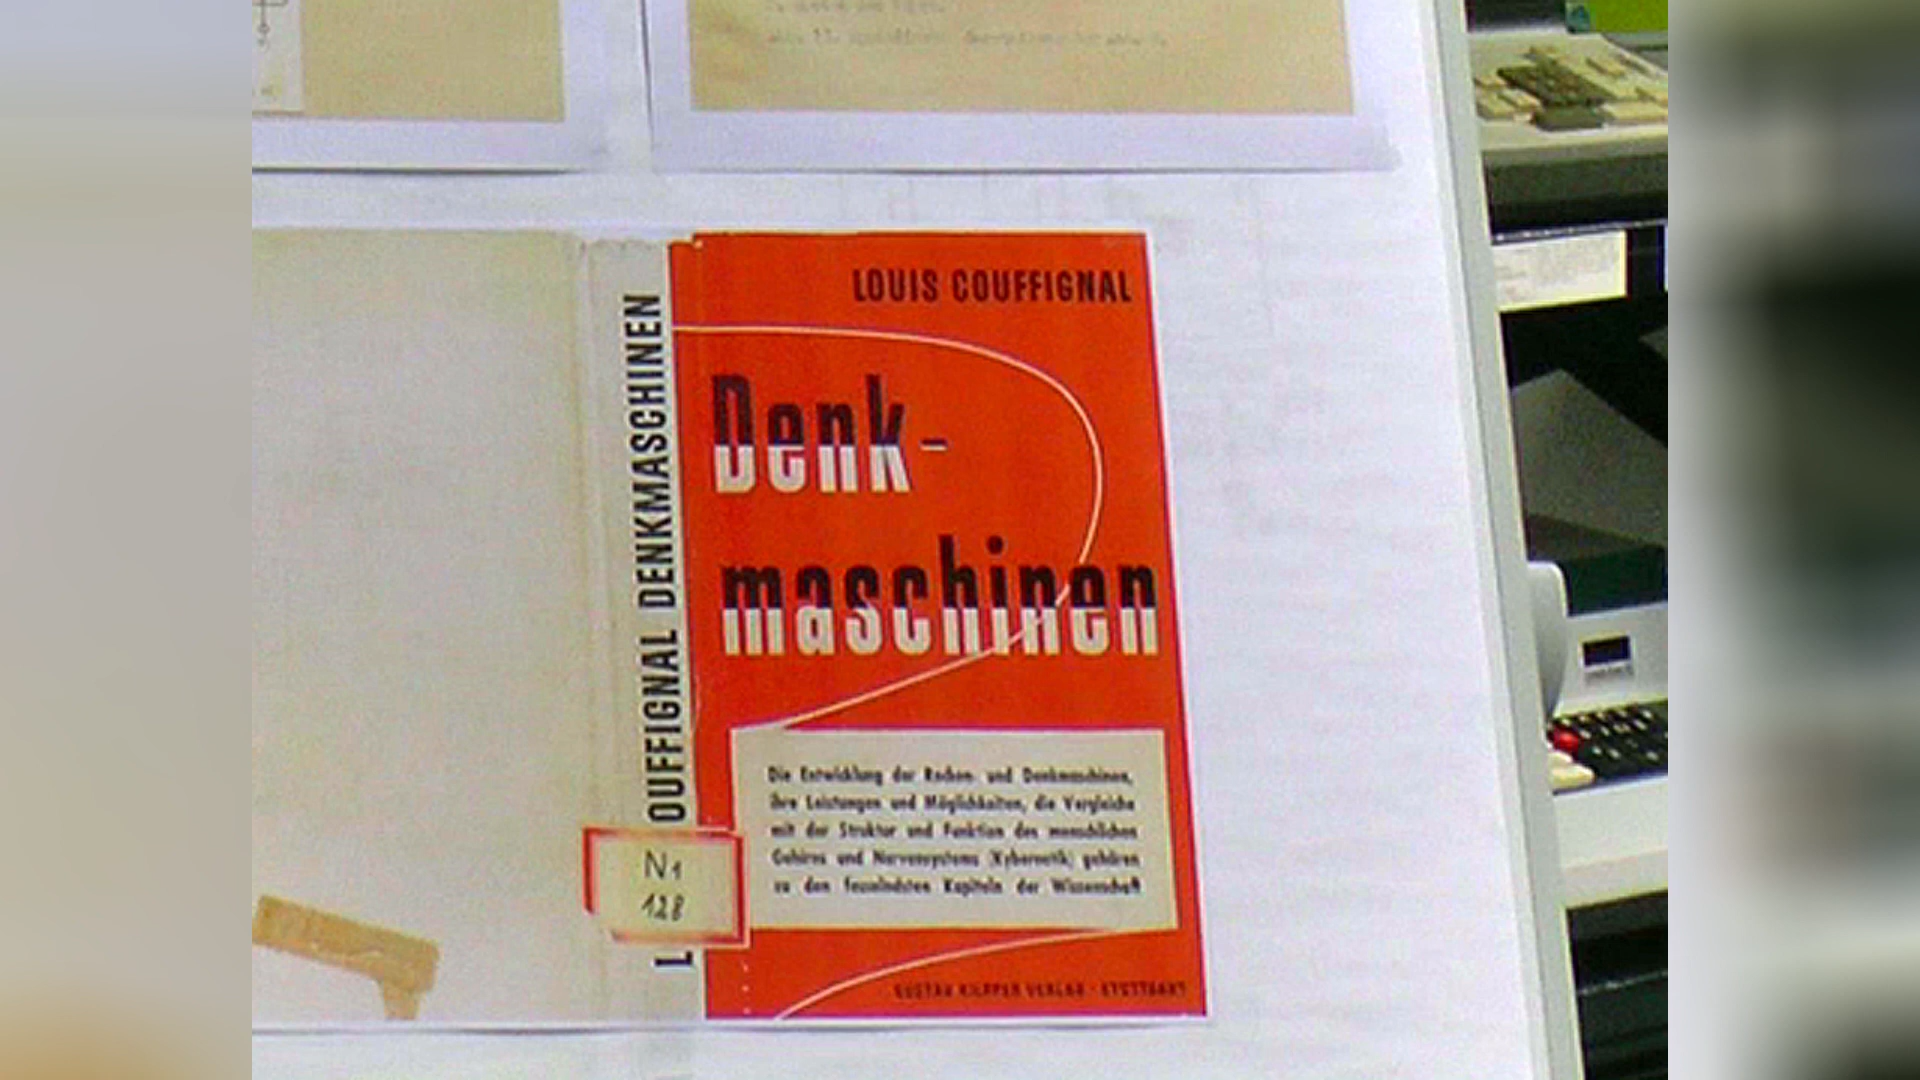 LOUIS COUFFIGNAL
Denk-
maschinen
Die Entwicklung der Rechen- und Denkmaschinen,
ihre Leistungen und Möglichkeiten, die Vergleiche
mit der Struktur und Funktion des menschlichen
Gehirns und Nervensystems (Kybernetik) gehören
zu den fesselndsten Kapiteln der Wissenschaft
GUSTAV KILPPER VERLAG · STUTTGART
L OUFFIGNAL DENKMASCHINEN
N1
128